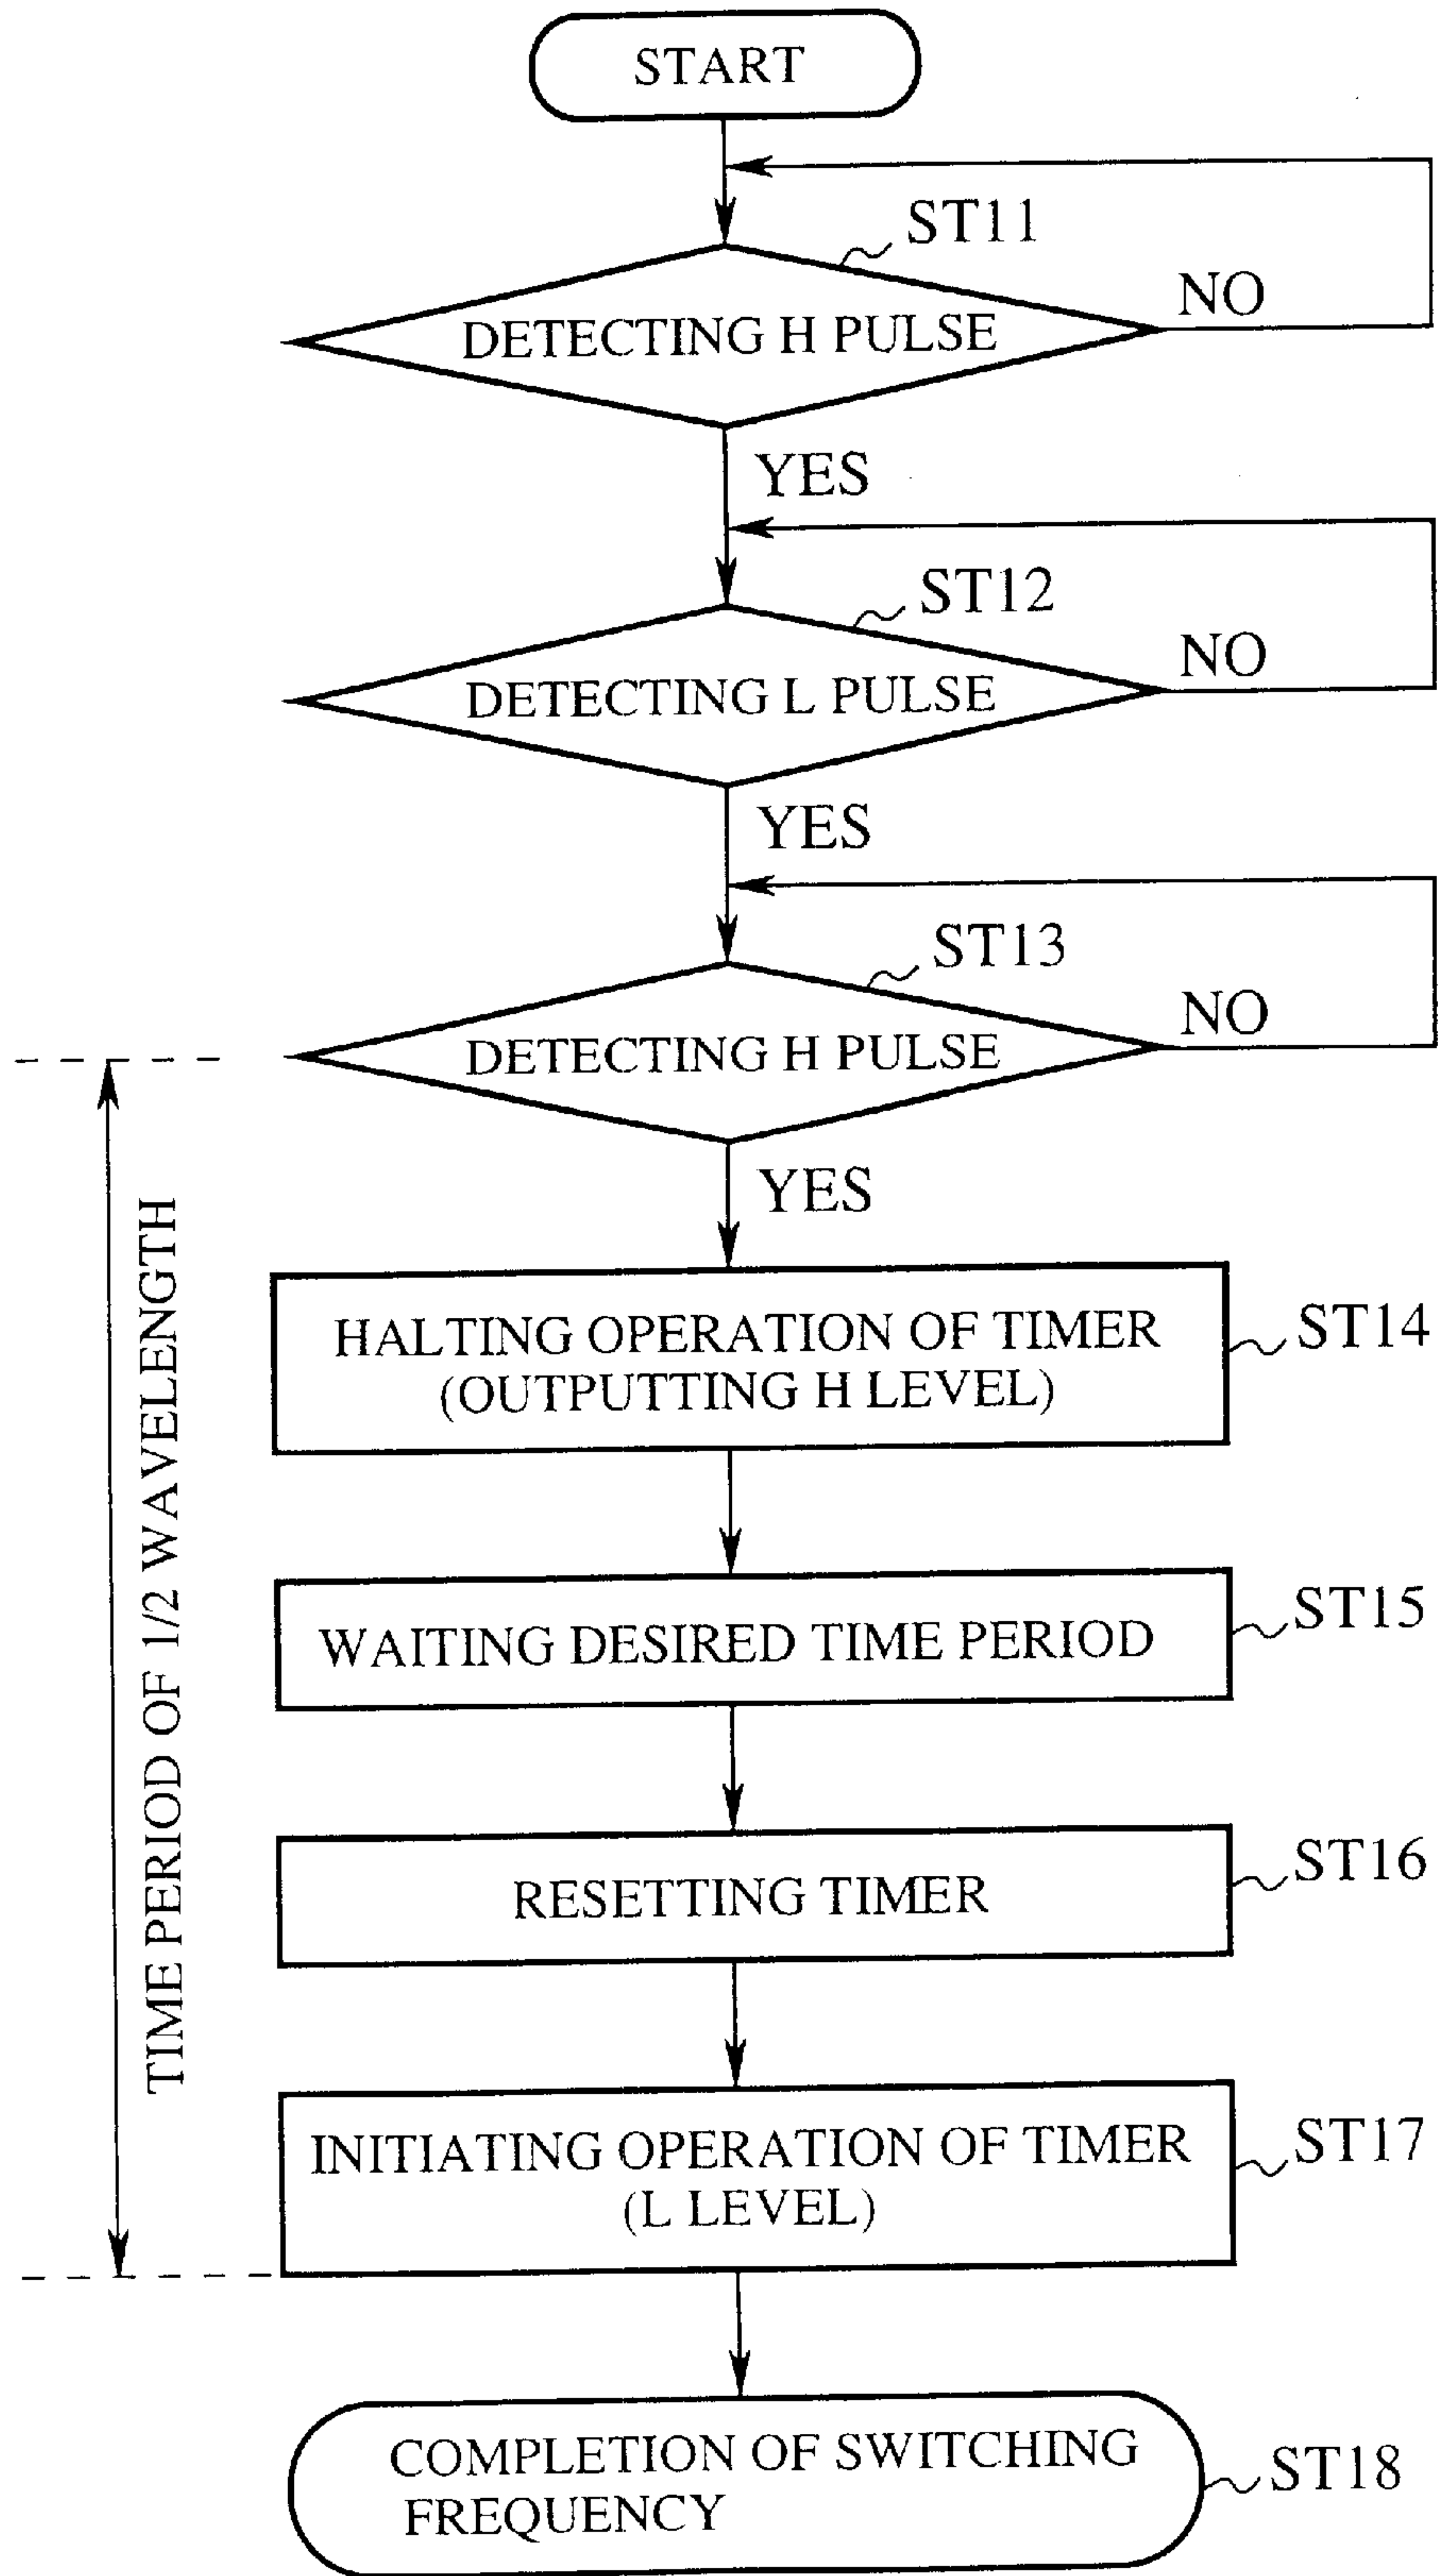 START
ST11
DETECTING H PULSE
NO
YES
ST12
DETECTING L PULSE
NO
YES
ST13
DETECTING H PULSE
NO
YES
TIME PERIOD OF 1/2 WAVELENGTH
HALTING OPERATION OF TIMER
(OUTPUTTING H LEVEL)
ST14
WAITING DESIRED TIME PERIOD
ST15
RESETTING TIMER
ST16
INITIATING OPERATION OF TIMER
(L LEVEL)
ST17
COMPLETION OF SWITCHING
FREQUENCY
ST18